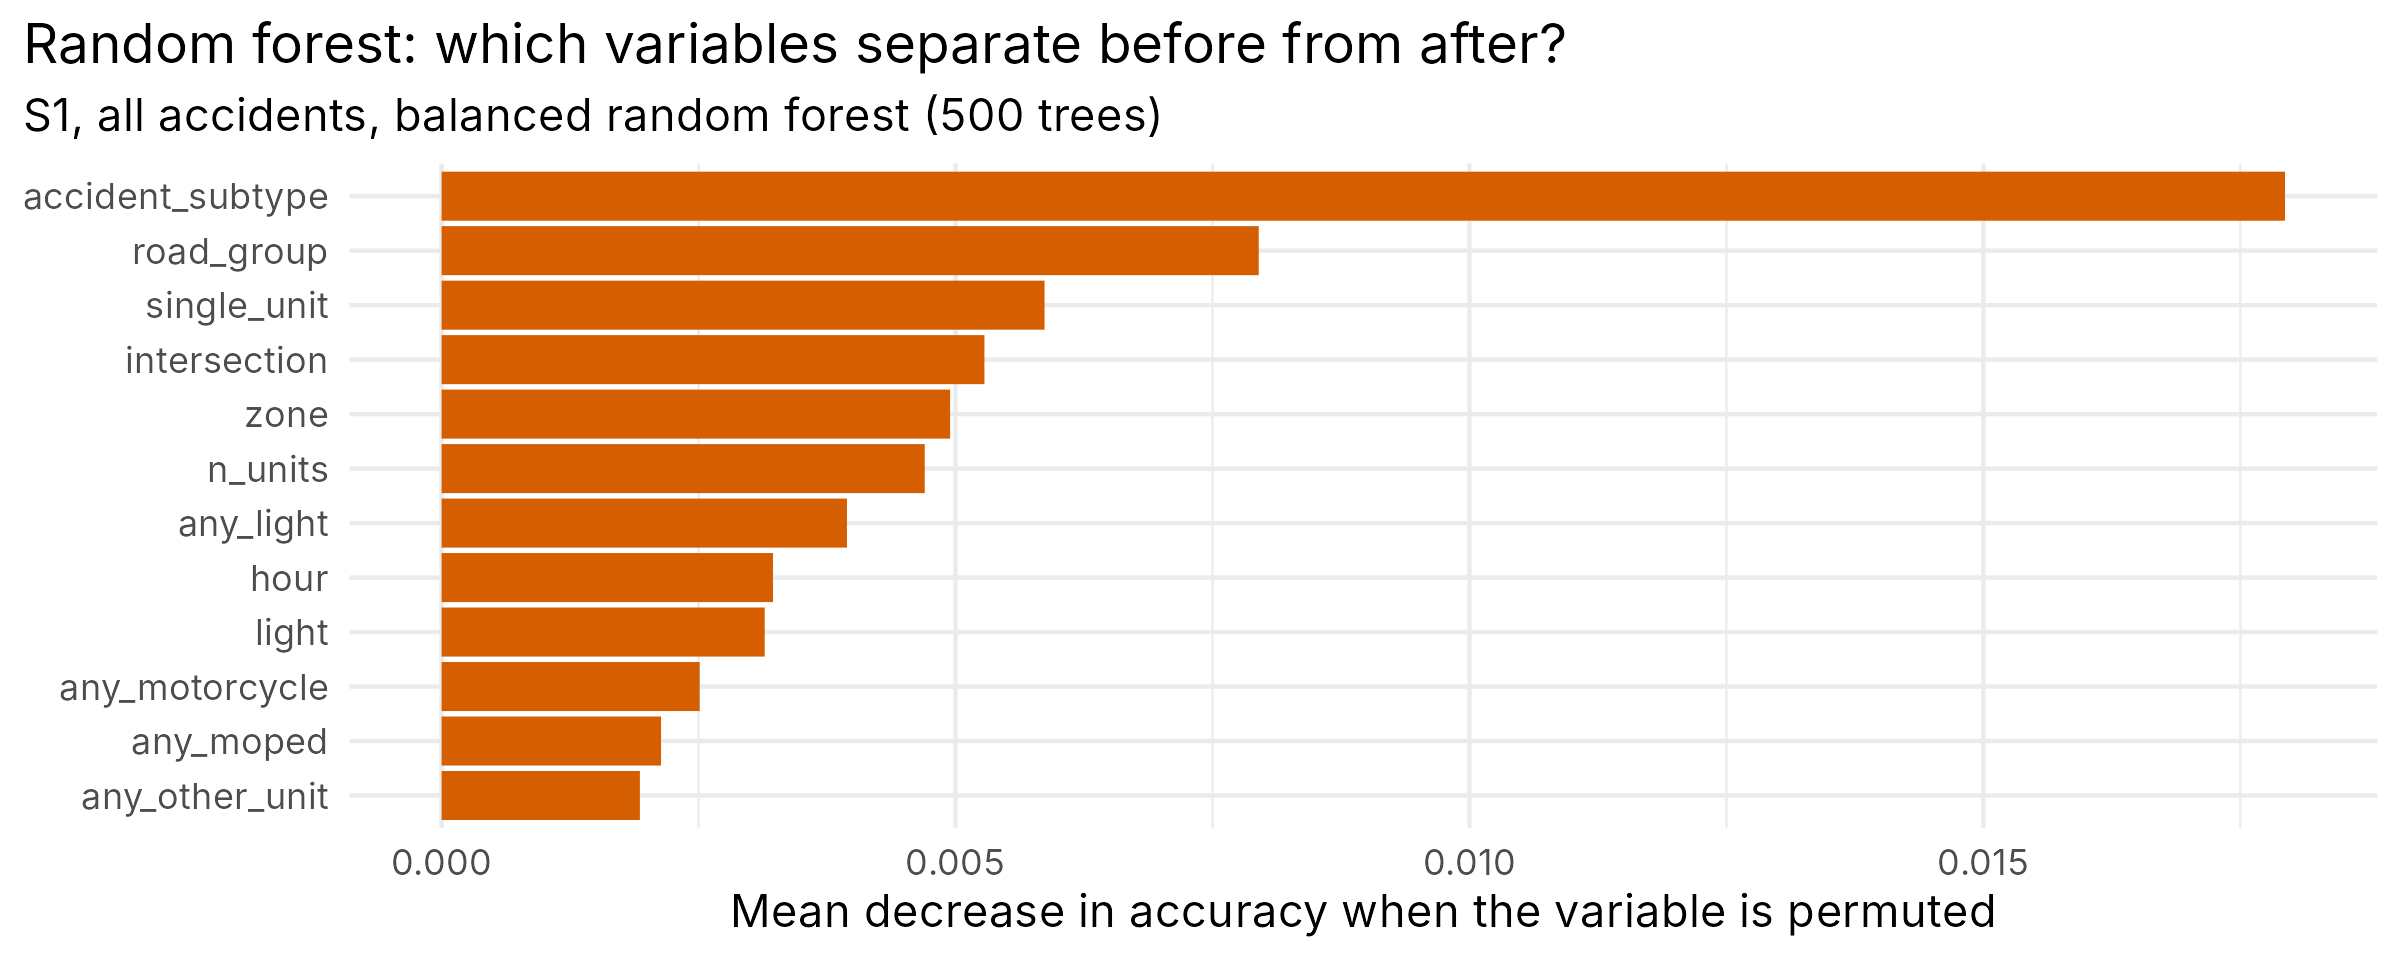 Random forest: which variables separate before from after?
S1, all accidents, balanced random forest (500 trees)
accident_subtype
road_group
single_unit
intersection
zone
n_units
any_light
hour
light
any_motorcycle
any_moped
any_other_unit
0.000 0.005 0.010 0.015
Mean decrease in accuracy when the variable is permuted